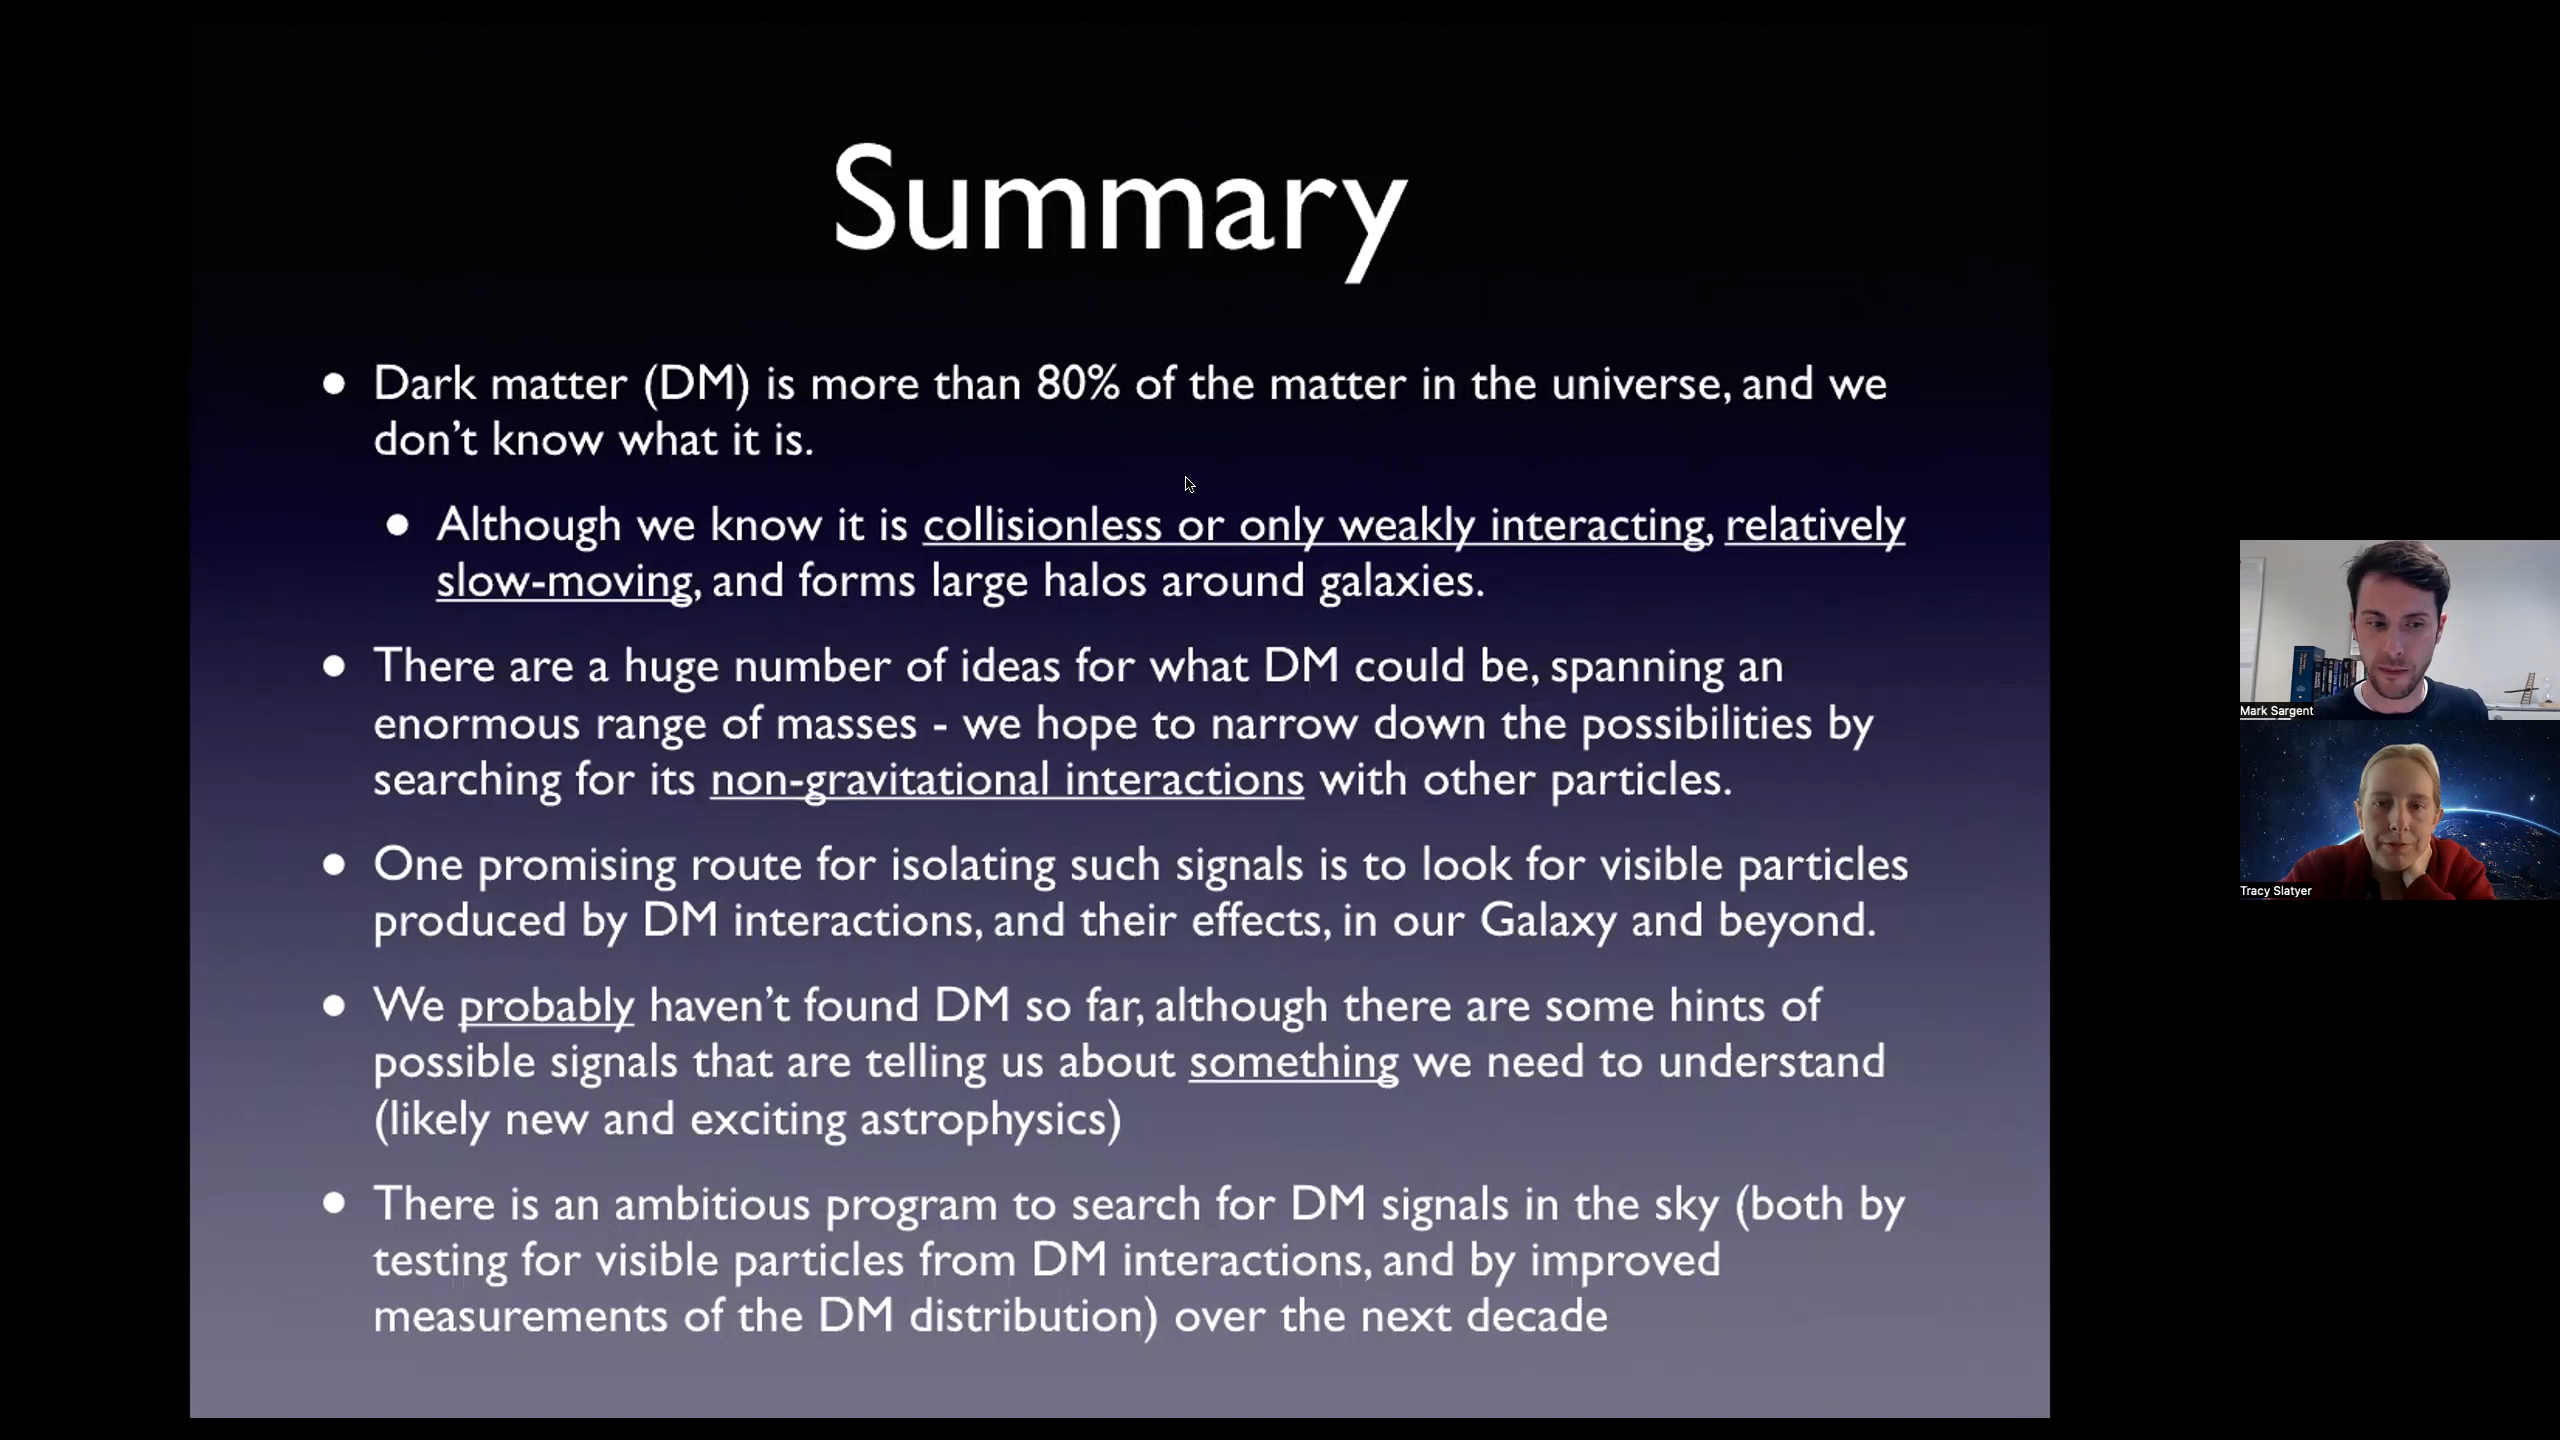 Summary
• Dark matter (DM) is more than 80% of the matter in the universe, and we
don’t know what it is.
• Although we know it is collisionless or only weakly interacting, relatively
slow-moving, and forms large halos around galaxies.
• There are a huge number of ideas for what DM could be, spanning an
enormous range of masses - we hope to narrow down the possibilities by
searching for its non-gravitational interactions with other particles.
• One promising route for isolating such signals is to look for visible particles
produced by DM interactions, and their effects, in our Galaxy and beyond.
• We probably haven’t found DM so far, although there are some hints of
possible signals that are telling us about something we need to understand
(likely new and exciting astrophysics)
• There is an ambitious program to search for DM signals in the sky (both by
testing for visible particles from DM interactions, and by improved
measurements of the DM distribution) over the next decade
Mark Sargent
Tracy Slatyer